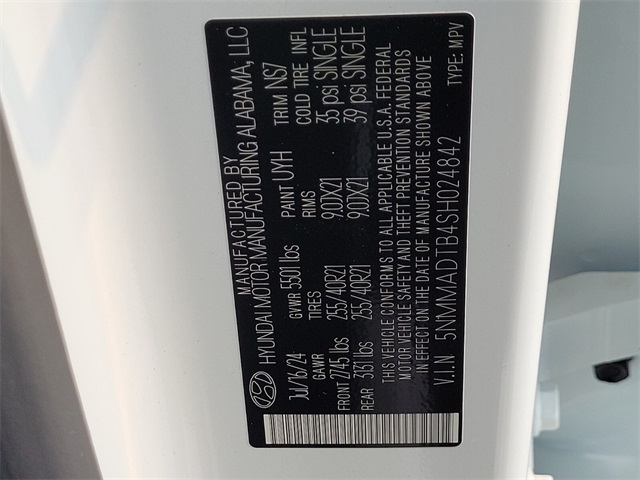 MANUFACTURED BY
HYUNDAI MOTOR MANUFACTURING ALABAMA, LLC
Jul/16/24 GVWR 5501 lbs PAINT UYH TRIM NS7
GAWR TIRES RIMS COLD TIRE INFL
FRONT 2745 lbs 255/40R21 9.0JX21 35 psi: SINGLE
REAR 3131 lbs 255/40R21 9.0JX21 39 psi: SINGLE
THIS VEHICLE CONFORMS TO ALL APPLICABLE U.S.A. FEDERAL
MOTOR VEHICLE SAFETY AND THEFT PREVENTION STANDARDS
IN EFFECT ON THE DATE OF MANUFACTURE SHOWN ABOVE
V.I.N 5NMMADTB4SH024842 TYPE: MPV